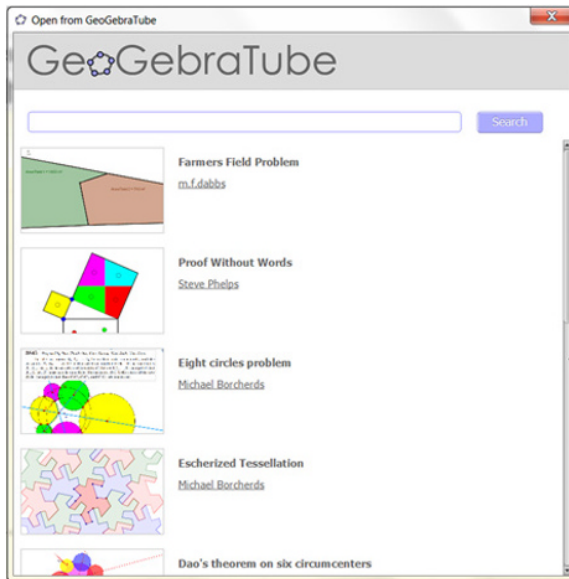 Open from GeoGebraTube
GeoGebraTube
Search
Farmers Field Problem
m.f.dabbs
Proof Without Words
Steve Phelps
Eight circles problem
Michael Borcherds
Escherized Tessellation
Michael Borcherds
Dao's theorem on six circumcenters